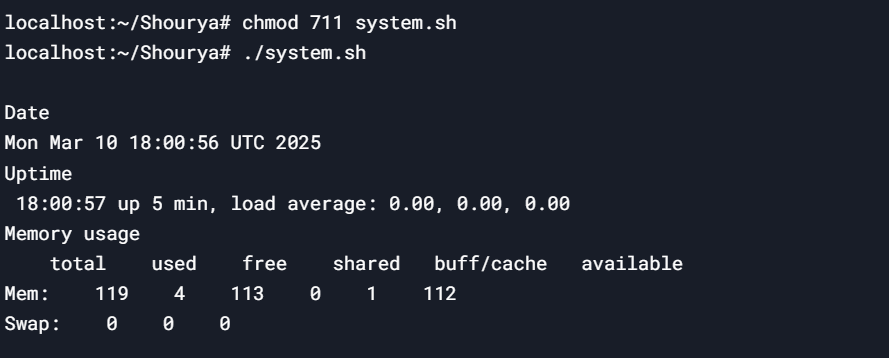 localhost:~/Shourya# chmod 711 system.sh
localhost:~/Shourya# ./system.sh
Date
Mon Mar 10 18:00:56 UTC 2025
Uptime
18:00:57 up 5 min, load average: 0.00, 0.00, 0.00
Memory usage
total used free shared buff/cache available
Mem: 119 4 113 0 1 112
Swap: 0 0 0